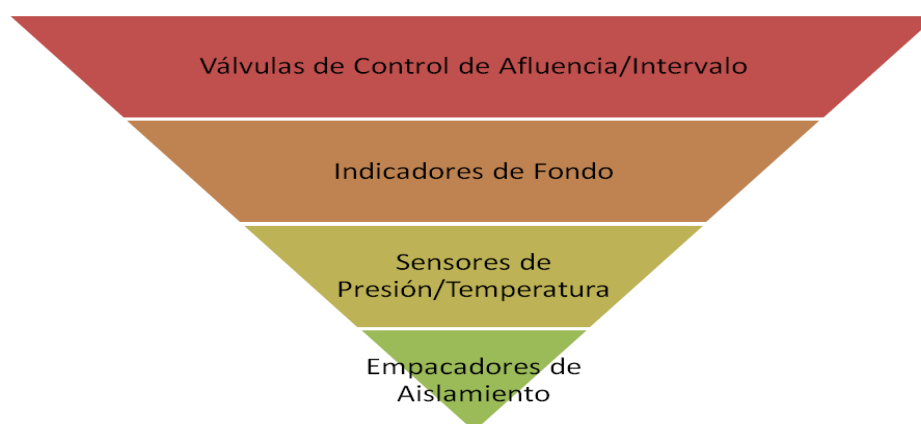 Válvulas de Control de Afluencia/Intervalo
Indicadores de Fondo
Sensores de
Presión/Temperatura
Empacadores de
Aislamiento